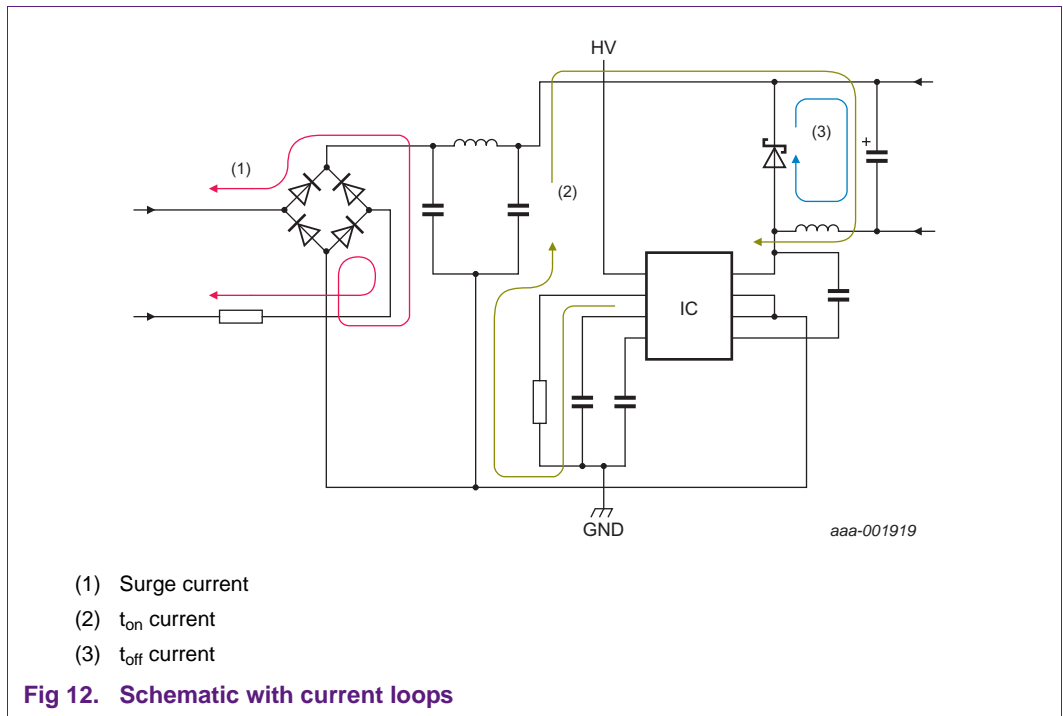 HV
(1)
(2)
(3)
+
IC
GND
aaa-001919
(1) Surge current
(2) ton current
(3) toff current
Fig 12. Schematic with current loops